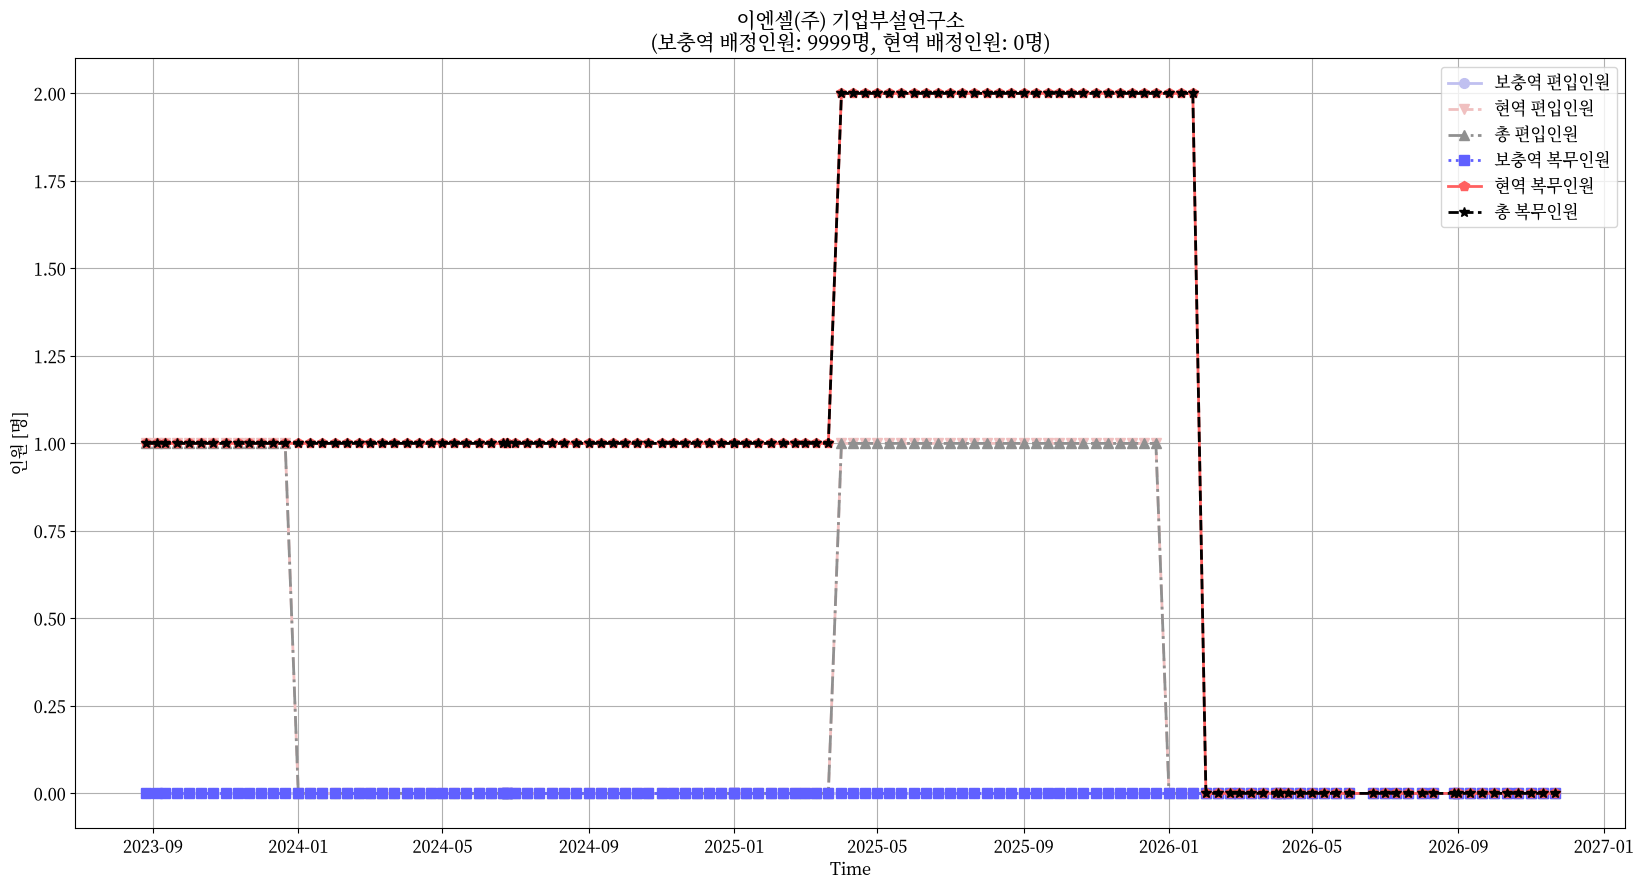 이엔셀(주) 기업부설연구소
(보충역 배정인원: 9999명, 현역 배정인원: 0명)
보충역 편입인원
현역 편입인원
총 편입인원
보충역 복무인원
현역 복무인원
총 복무인원
인원 [명]
2.00
1.75
1.50
1.25
1.00
0.75
0.50
0.25
0.00
2023-09 2024-01 2024-05 2024-09 2025-01 2025-05 2025-09 2026-01 2026-05 2026-09 2027-01
Time